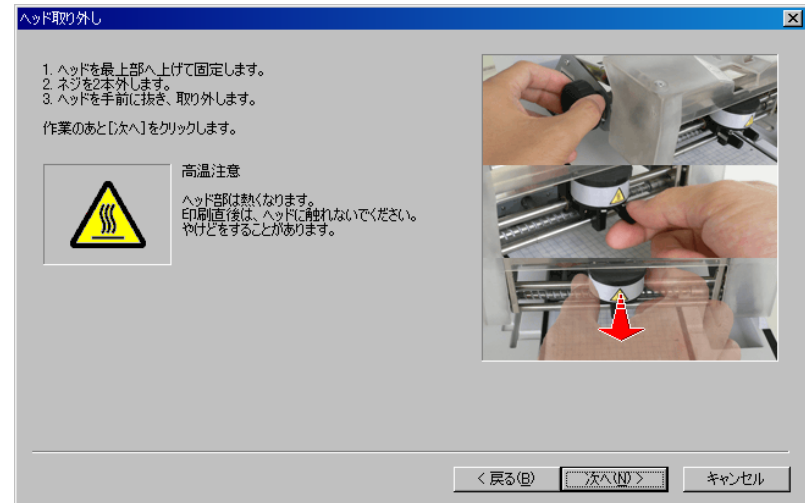 ヘッド取り外し
1. ヘッドを最上部へ上げて固定します。
2. ネジを2本外します。
3. ヘッドを手前に抜き、取り外します。
作業のあと[次へ]をクリックします。
高温注意
ヘッド部は熱くなります。
印刷直後は、ヘッドに触れないでください。
やけどをすることがあります。
< 戻る(B)
次へ(N) >
キャンセル